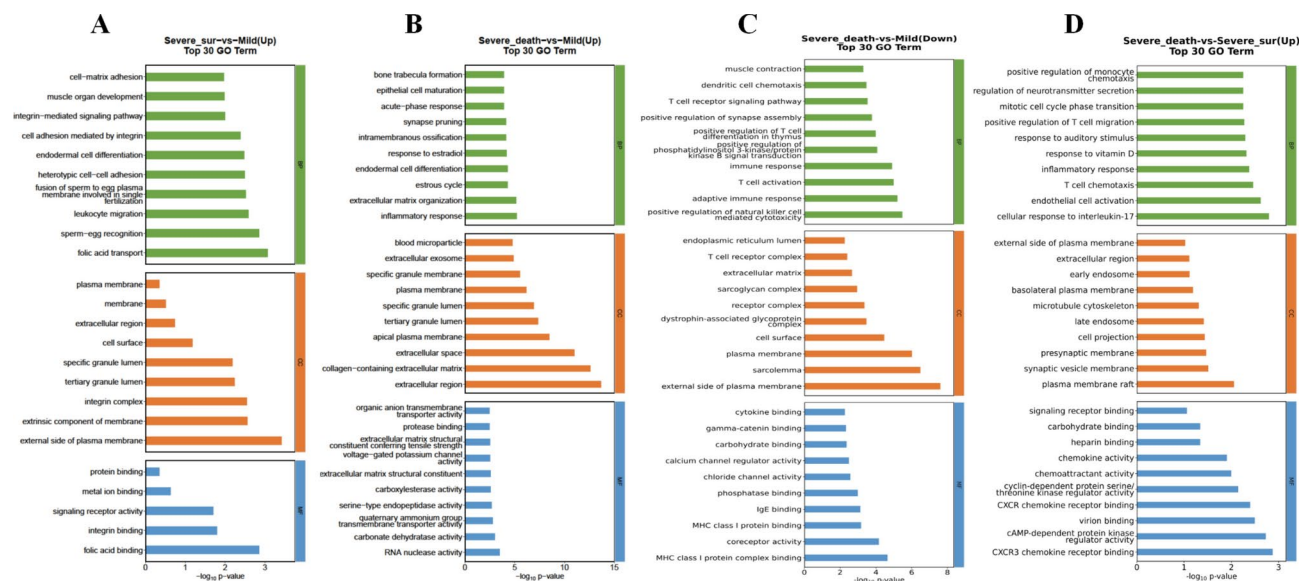 A
Severe_sur-vs-Mild(Up)
Top 30 GO Term
cell-matrix adhesion
muscle organ development
integrin-mediated signaling pathway
cell adhesion mediated by integrin
endodermal cell differentiation
heterotypic cell-cell adhesion
fusion of sperm to egg plasma
membrane involved in single
fertilization
leukocyte migration
sperm-egg recognition
folic acid transport
BP
plasma membrane
membrane
extracellular region
cell surface
specific granule lumen
tertiary granule lumen
integrin complex
extrinsic component of membrane
external side of plasma membrane
CC
protein binding
metal ion binding
signaling receptor activity
integrin binding
folic acid binding
MF
0 1 2 3
-log10 p-value
B
Severe_death-vs-Mild(Up)
Top 30 GO Term
bone trabecula formation
epithelial cell maturation
acute-phase response
synapse pruning
intramembranous ossification
response to estradiol
endodermal cell differentiation
estrous cycle
extracellular matrix organization
inflammatory response
BP
blood microparticle
extracellular exosome
specific granule membrane
plasma membrane
specific granule lumen
tertiary granule lumen
apical plasma membrane
extracellular space
collagen-containing extracellular matrix
extracellular region
CC
organic anion transmembrane
transporter activity
protease binding
extracellular matrix structural
constituent conferring tensile strength
voltage-gated potassium channel
activity
extracellular matrix structural constituent
carboxylesterase activity
serine-type endopeptidase activity
quaternary ammonium group
transmembrane transporter activity
carbonate dehydratase activity
RNA nuclease activity
MF
0 5 10 15
-log10 p-value
C
Severe_death-vs-Mild(Down)
Top 30 GO Term
muscle contraction
dendritic cell chemotaxis
T cell receptor signaling pathway
positive regulation of synapse assembly
positive regulation of T cell
differentiation in thymus
positive regulation of
phosphatidylinositol 3-kinase/protein
kinase B signal transduction
immune response
T cell activation
adaptive immune response
positive regulation of natural killer cell
mediated cytotoxicity
BP
endoplasmic reticulum lumen
T cell receptor complex
extracellular matrix
sarcoglycan complex
receptor complex
dystrophin-associated glycoprotein
complex
cell surface
plasma membrane
sarcolemma
external side of plasma membrane
CC
cytokine binding
gamma-catenin binding
carbohydrate binding
calcium channel regulator activity
chloride channel activity
phosphatase binding
IgE binding
MHC class I protein binding
coreceptor activity
MHC class I protein complex binding
MF
0 2 4 6 8
-log10 p-value
D
Severe_death-vs-Severe_sur(Up)
Top 30 GO Term
positive regulation of monocyte
chemotaxis
regulation of neurotransmitter secretion
mitotic cell cycle phase transition
positive regulation of T cell migration
response to auditory stimulus
response to vitamin D
inflammatory response
T cell chemotaxis
endothelial cell activation
cellular response to interleukin-17
BP
external side of plasma membrane
extracellular region
early endosome
basolateral plasma membrane
microtubule cytoskeleton
late endosome
cell projection
presynaptic membrane
synaptic vesicle membrane
plasma membrane raft
CC
signaling receptor binding
carbohydrate binding
heparin binding
chemokine activity
chemoattractant activity
cyclin-dependent protein serine/
threonine kinase regulator activity
CXCR chemokine receptor binding
virion binding
cAMP-dependent protein kinase
regulator activity
CXCR3 chemokine receptor binding
MF
0 1 2 3
-log10 p-value